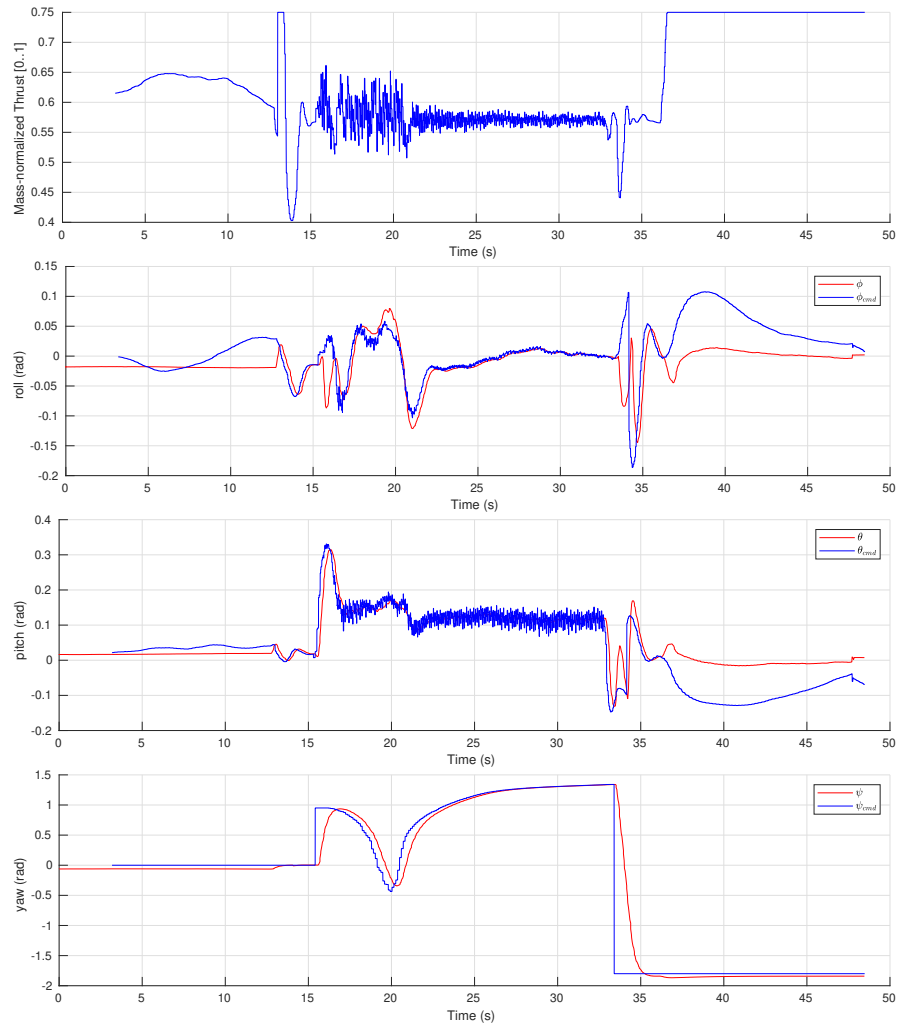 Mass-normalized Thrust [0..1]
0.75
0.7
0.65
0.6
0.55
0.5
0.45
0.4
0 5 10 15 20 25 30 35 40 45 50
Time (s)
roll (rad)
0.15
0.1
0.05
0
-0.05
-0.1
-0.15
-0.2
ϕ
ϕcmd
0 5 10 15 20 25 30 35 40 45 50
Time (s)
pitch (rad)
0.4
0.3
0.2
0.1
0
-0.1
-0.2
θ
θcmd
0 5 10 15 20 25 30 35 40 45 50
Time (s)
yaw (rad)
1.5
1
0.5
0
-0.5
-1
-1.5
-2
ψ
ψcmd
0 5 10 15 20 25 30 35 40 45 50
Time (s)